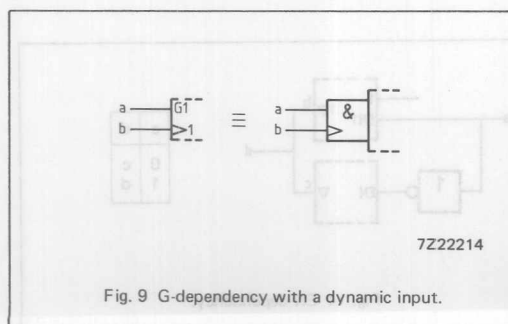 a G1 ≡ a &
b 1 b
7Z22214
Fig. 9 G-dependency with a dynamic input.